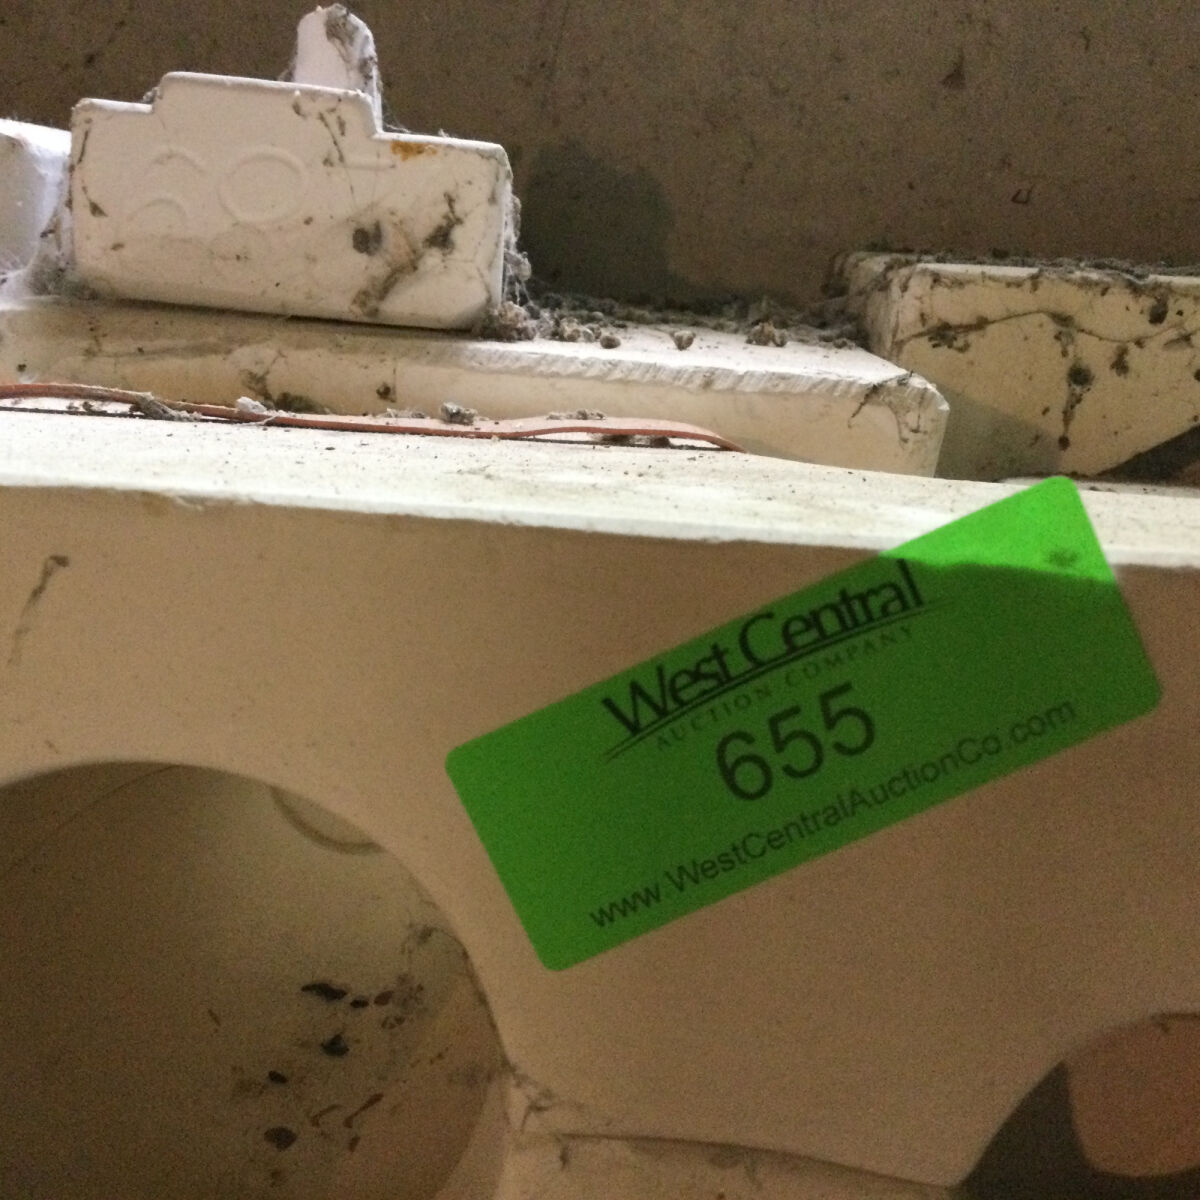 West Central
AUCTION COMPANY
655
www.WestCentralAuctionCo.com